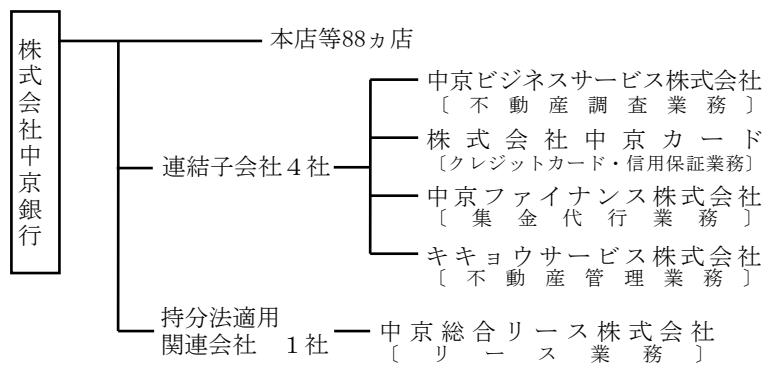 株式会社中京銀行
本店等88ヵ店
連結子会社4社
中京ビジネスサービス株式会社
〔不動産調査業務〕
株式会社中京カード
〔クレジットカード・信用保証業務〕
中京ファイナンス株式会社
〔集金代行業務〕
キキョウサービス株式会社
〔不動産管理業務〕
持分法適用
関連会社　1社
中京総合リース株式会社
〔リース業務〕